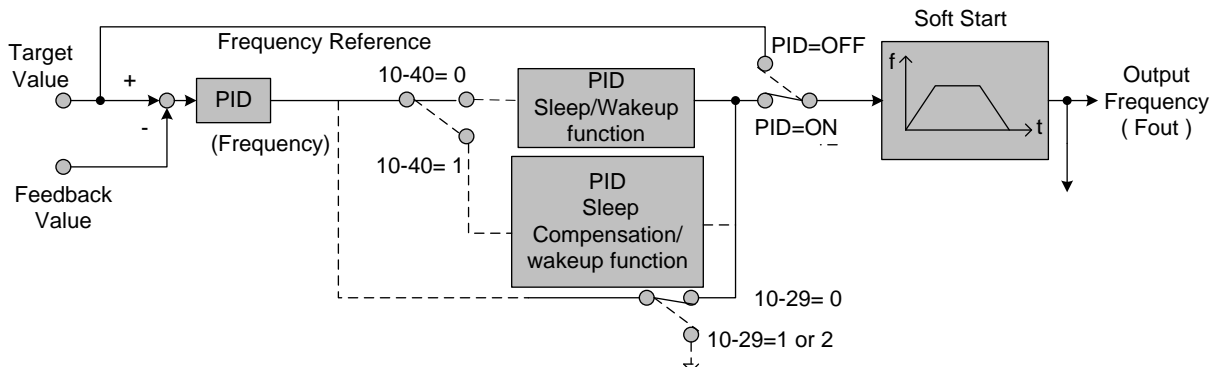 Soft Start
Frequency Reference
PID=OFF
Target
Value
+
-
PID
(Frequency)
10-40= 0
10-40= 1
PID
Sleep/Wakeup
function
PID
Sleep
Compensation/
wakeup function
PID=ON
f
t
Output
Frequency
( Fout )
Feedback
Value
10-29= 0
10-29=1 or 2